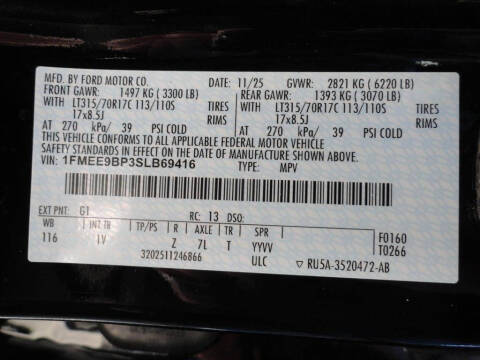 MFD. BY FORD MOTOR CO.
DATE: 11/25 GVWR: 2821 KG ( 6220 LB)
FRONT GAWR: 1497 KG ( 3300 LB) REAR GAWR: 1393 KG ( 3070 LB)
WITH LT315/70R17C 113/110S TIRES WITH LT315/70R17C 113/110S TIRES
17x8.5J RIMS 17x8.5J RIMS
AT 270 kPa/ 39 PSI COLD AT 270 kPa/ 39 PSI COLD
THIS VEHICLE CONFORMS TO ALL APPLICABLE FEDERAL MOTOR VEHICLE
SAFETY STANDARDS IN EFFECT ON THE DATE OF MANUFACTURE SHOWN ABOVE.
VIN: 1FMEE9BP3SLB69416 TYPE: MPV
EXT PNT: G1 RC: 13 DSO:
WB INT TR TP/PS R AXLE TR SPR F0160
116 LV Z 7L T YYVV T0266
3202511246866 ULC ▽ RU5A-3520472-AB